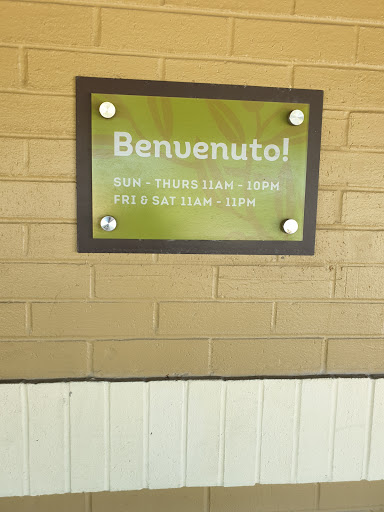 Benvenuto!
SUN - THURS 11AM - 10PM
FRI & SAT 11AM - 11PM